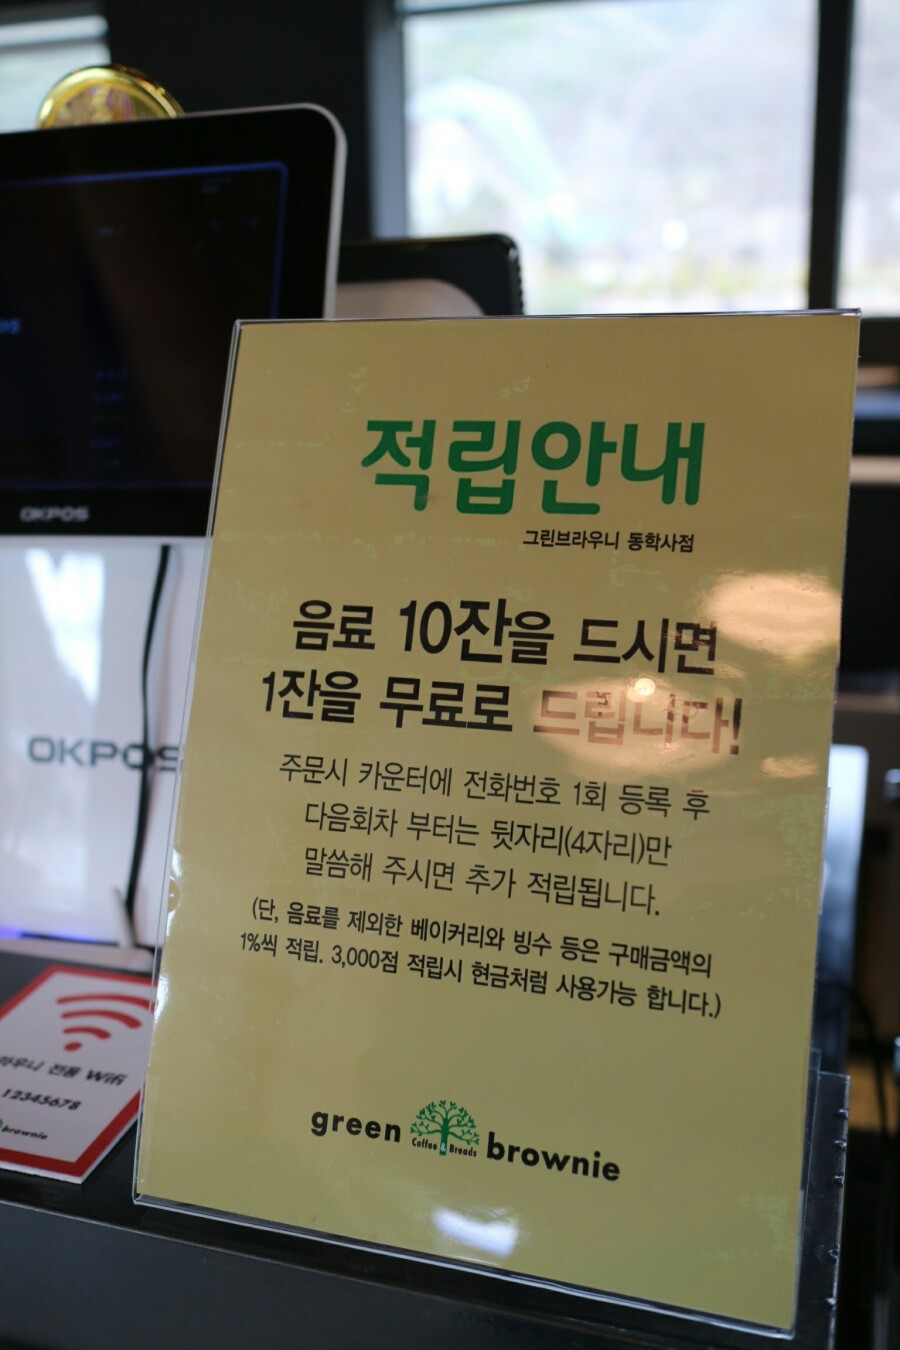 OKPOS
OKPOS
적립안내
그린브라우니 동학사점
음료 10잔을 드시면
1잔을 무료로 드립니다!
주문시 카운터에 전화번호 1회 등록 후
다음회차 부터는 뒷자리(4자리)만
말씀해 주시면 추가 적립됩니다.
(단, 음료를 제외한 베이커리와 빙수 등은 구매금액의
1%씩 적립. 3,000점 적립시 현금처럼 사용가능 합니다.)
green Coffee & Breads brownie
라우니 전용 Wifi
12345678
brownie